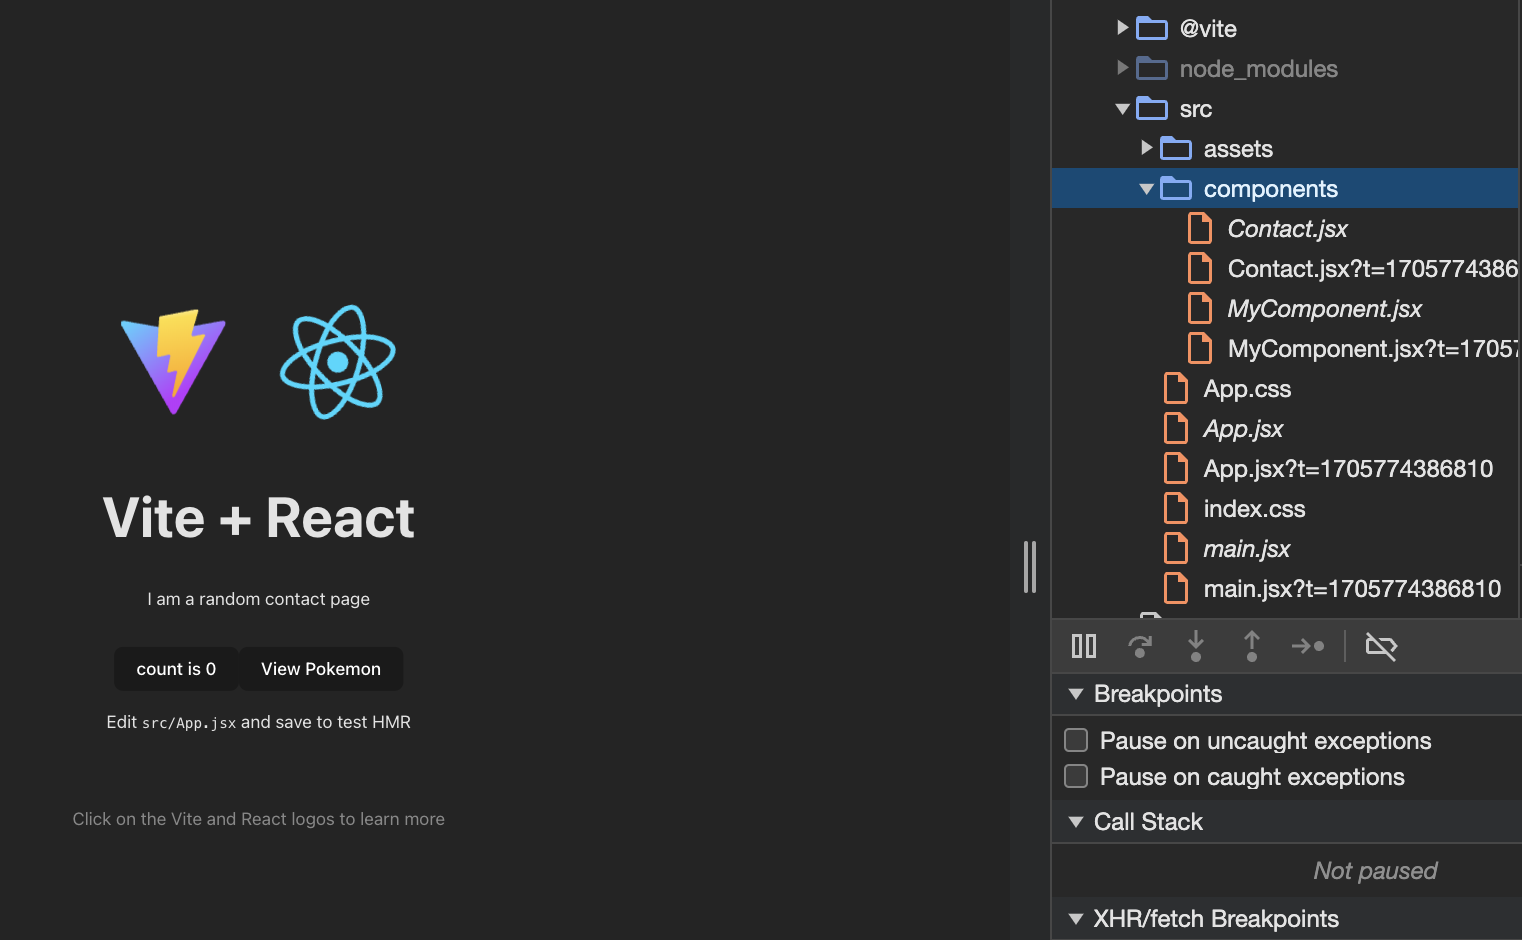 Vite + React
I am a random contact page
count is 0
View Pokemon
Edit src/App.jsx and save to test HMR
Click on the Vite and React logos to learn more
@vite
node_modules
src
assets
components
Contact.jsx
Contact.jsx?t=1705774386
MyComponent.jsx
MyComponent.jsx?t=17057
App.css
App.jsx
App.jsx?t=1705774386810
index.css
main.jsx
main.jsx?t=1705774386810
Breakpoints
Pause on uncaught exceptions
Pause on caught exceptions
Call Stack
Not paused
XHR/fetch Breakpoints